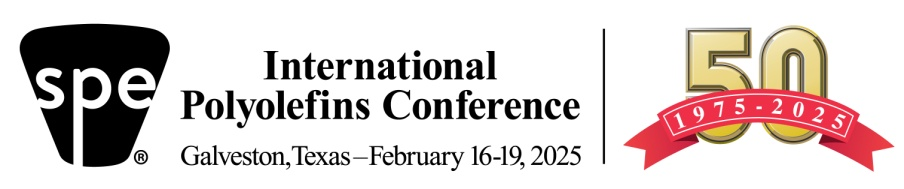 spe®
International
Polyolefins Conference
Galveston, Texas – February 16-19, 2025
50
1975-2025